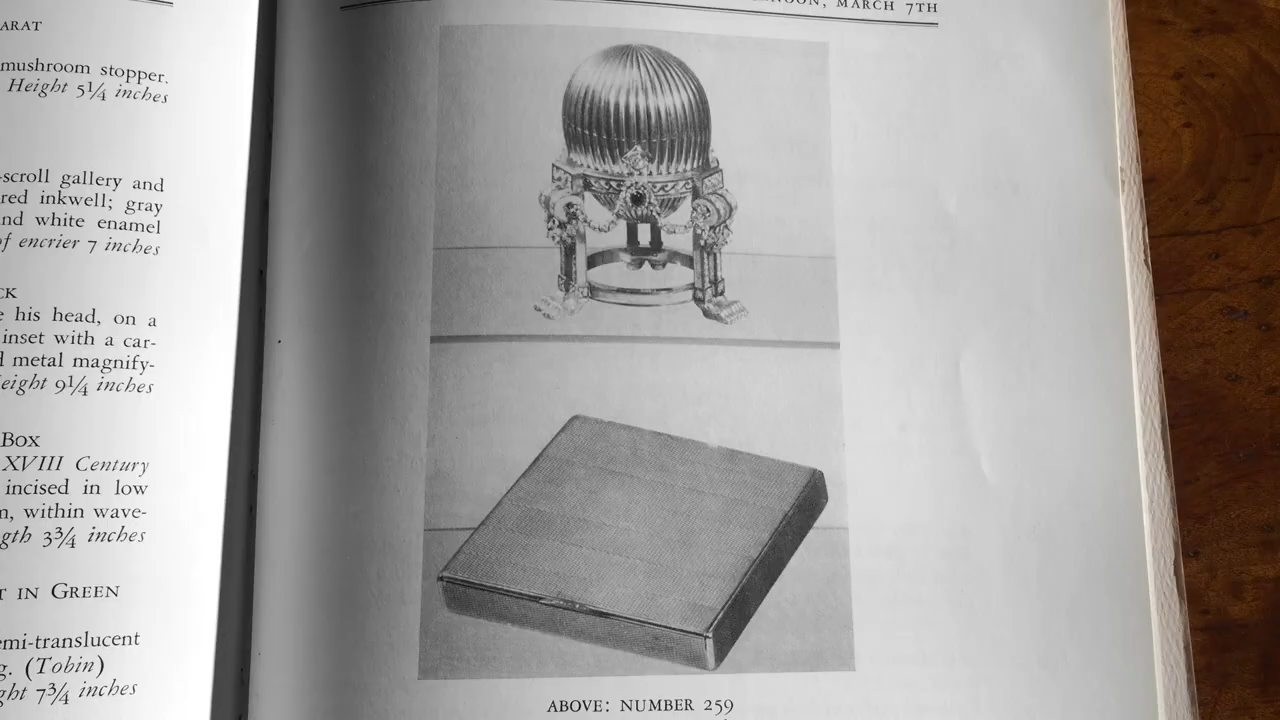 ARAT
mushroom stopper.
Height 5¼ inches
-scroll gallery and
red inkwell; gray
nd white enamel
of encrier 7 inches
CK
e his head, on a
inset with a car-
d metal magnify-
eight 9¼ inches
Box
XVIII Century
incised in low
m, within wave-
gth 3¾ inches
T IN GREEN
emi-translucent
g. (Tobin)
ght 7¾ inches
NOON, MARCH 7TH
ABOVE: NUMBER 259